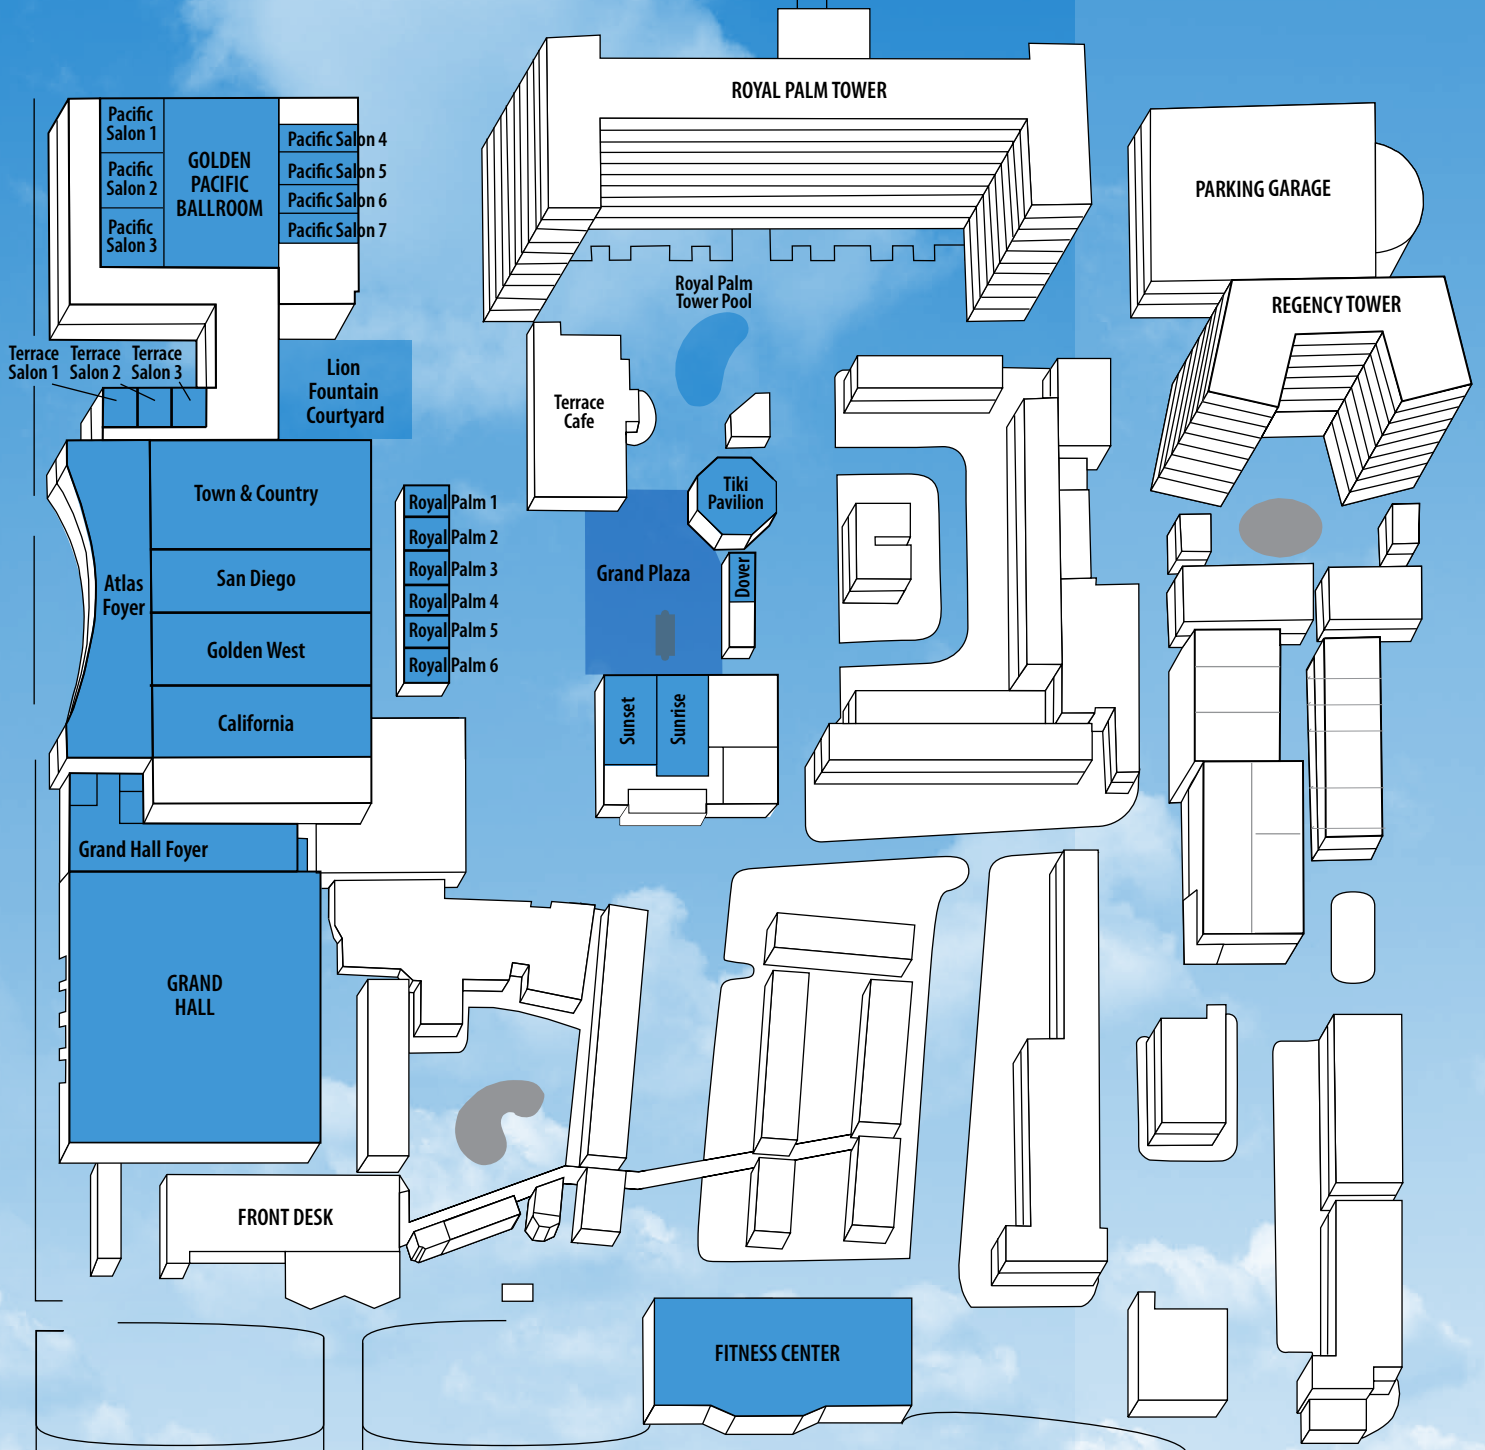 ROYAL PALM TOWER
Pacific
Salon 1
Pacific
Salon 2
Pacific
Salon 3
GOLDEN
PACIFIC
BALLROOM
Pacific Salon 4
Pacific Salon 5
Pacific Salon 6
Pacific Salon 7
PARKING GARAGE
REGENCY TOWER
Royal Palm
Tower Pool
Terrace
Salon 1
Terrace
Salon 2
Terrace
Salon 3
Lion
Fountain
Courtyard
Terrace
Cafe
Tiki
Pavilion
Town & Country
San Diego
Golden West
California
Atlas
Foyer
Royal Palm 1
Royal Palm 2
Royal Palm 3
Royal Palm 4
Royal Palm 5
Royal Palm 6
Grand Plaza
Dover
Sunset
Sunrise
Grand Hall Foyer
GRAND
HALL
FRONT DESK
FITNESS CENTER